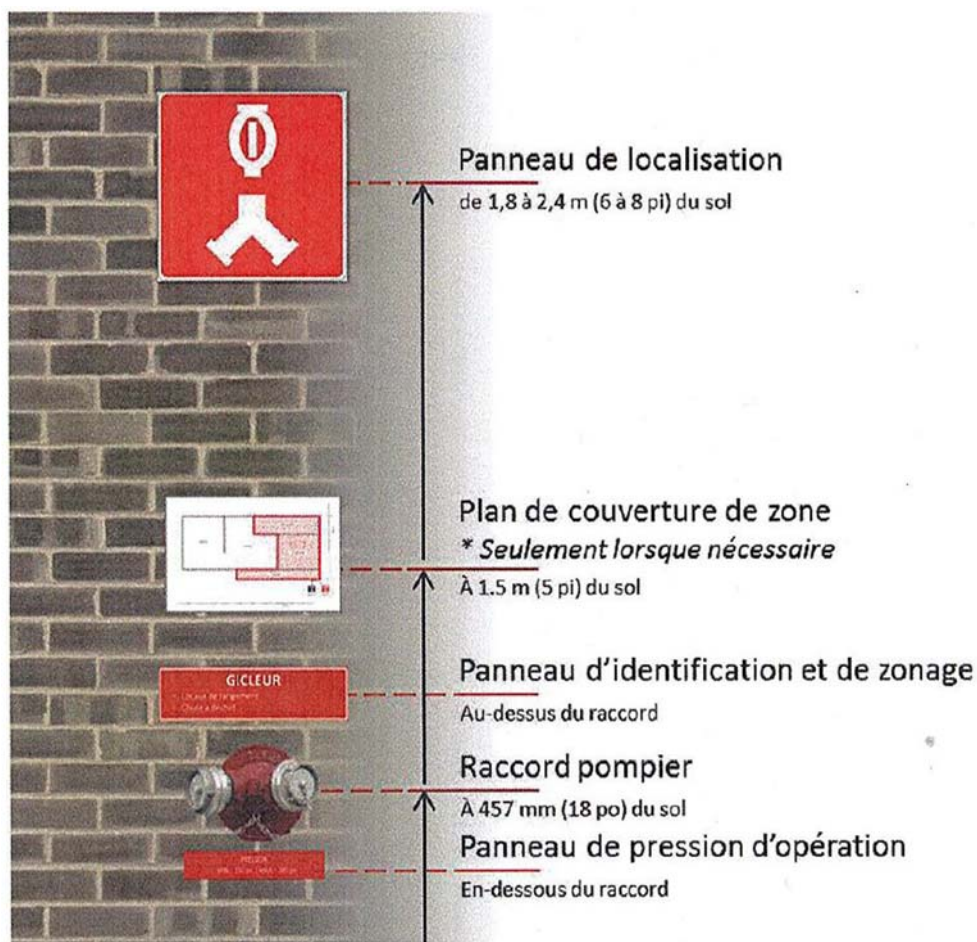 Panneau de localisation
de 1,8 à 2,4 m (6 à 8 pi) du sol
Plan de couverture de zone
* Seulement lorsque nécessaire
À 1.5 m (5 pi) du sol
GICLEUR
Panneau d'identification et de zonage
Au-dessus du raccord
Raccord pompier
À 457 mm (18 po) du sol
Panneau de pression d'opération
En-dessous du raccord